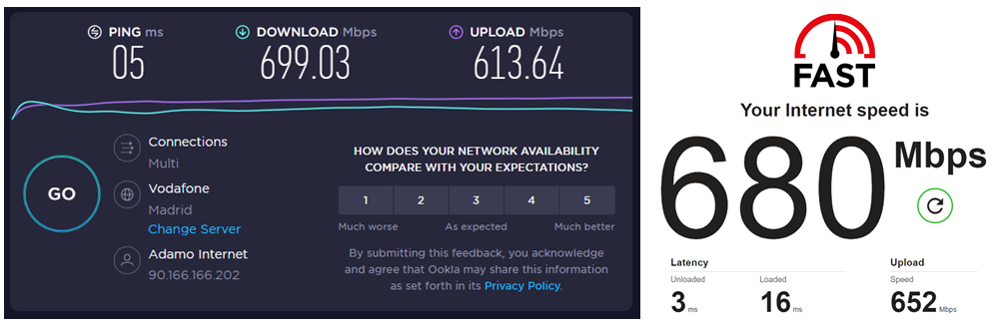 PING ms
05
DOWNLOAD Mbps
699.03
UPLOAD Mbps
613.64
GO
Connections
Multi
Vodafone
Madrid
Change Server
Adamo Internet
90.166.166.202
HOW DOES YOUR NETWORK AVAILABILITY
COMPARE WITH YOUR EXPECTATIONS?
1 2 3 4 5
Much worse As expected Much better
By submitting this feedback, you acknowledge
and agree that Ookla may share this information
as set forth in its Privacy Policy.
FAST
Your Internet speed is
680 Mbps
Latency
Unloaded Loaded
3 ms 16 ms
Upload
Speed
652 Mbps